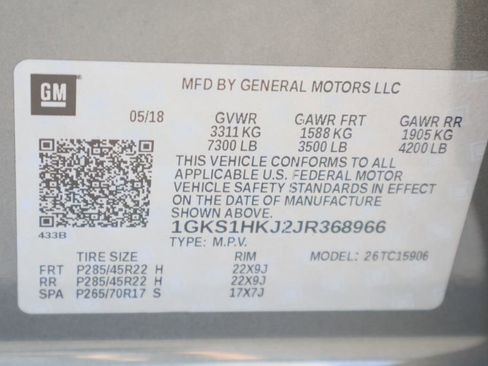 GM
MFD BY GENERAL MOTORS LLC
05/18 GVWR GAWR FRT GAWR RR
3311 KG 1588 KG 1905 KG
7300 LB 3500 LB 4200 LB
THIS VEHICLE CONFORMS TO ALL
APPLICABLE U.S. FEDERAL MOTOR
VEHICLE SAFETY STANDARDS IN EFFECT
ON THE DATE OF MANUFACTURE
SHOWN ABOVE.
433B
1GKS1HKJ2JR368966
TYPE: M.P.V. MODEL: 26TC15906
TIRE SIZE RIM
FRT P285/45R22 H 22X9J
RR P285/45R22 H 22X9J
SPA P265/70R17 S 17X7J